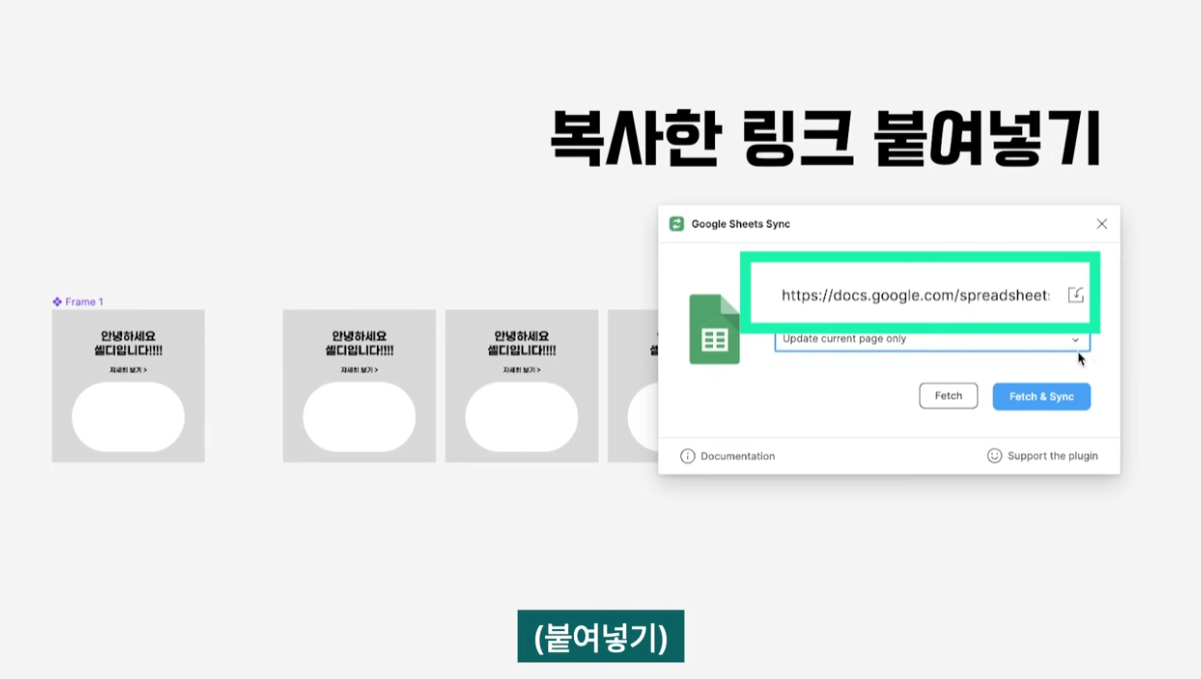 복사한 링크 붙여넣기
Google Sheets Sync
https://docs.google.com/spreadsheet
Update current page only
Fetch
Fetch & Sync
Documentation
Support the plugin
Frame 1
안녕하세요
셀디입니다!!!!
자세히 보기 >
안녕하세요
셀디입니다!!!!
자세히 보기 >
안녕하세요
셀디입니다!!!!
자세히 보기 >
(붙여넣기)